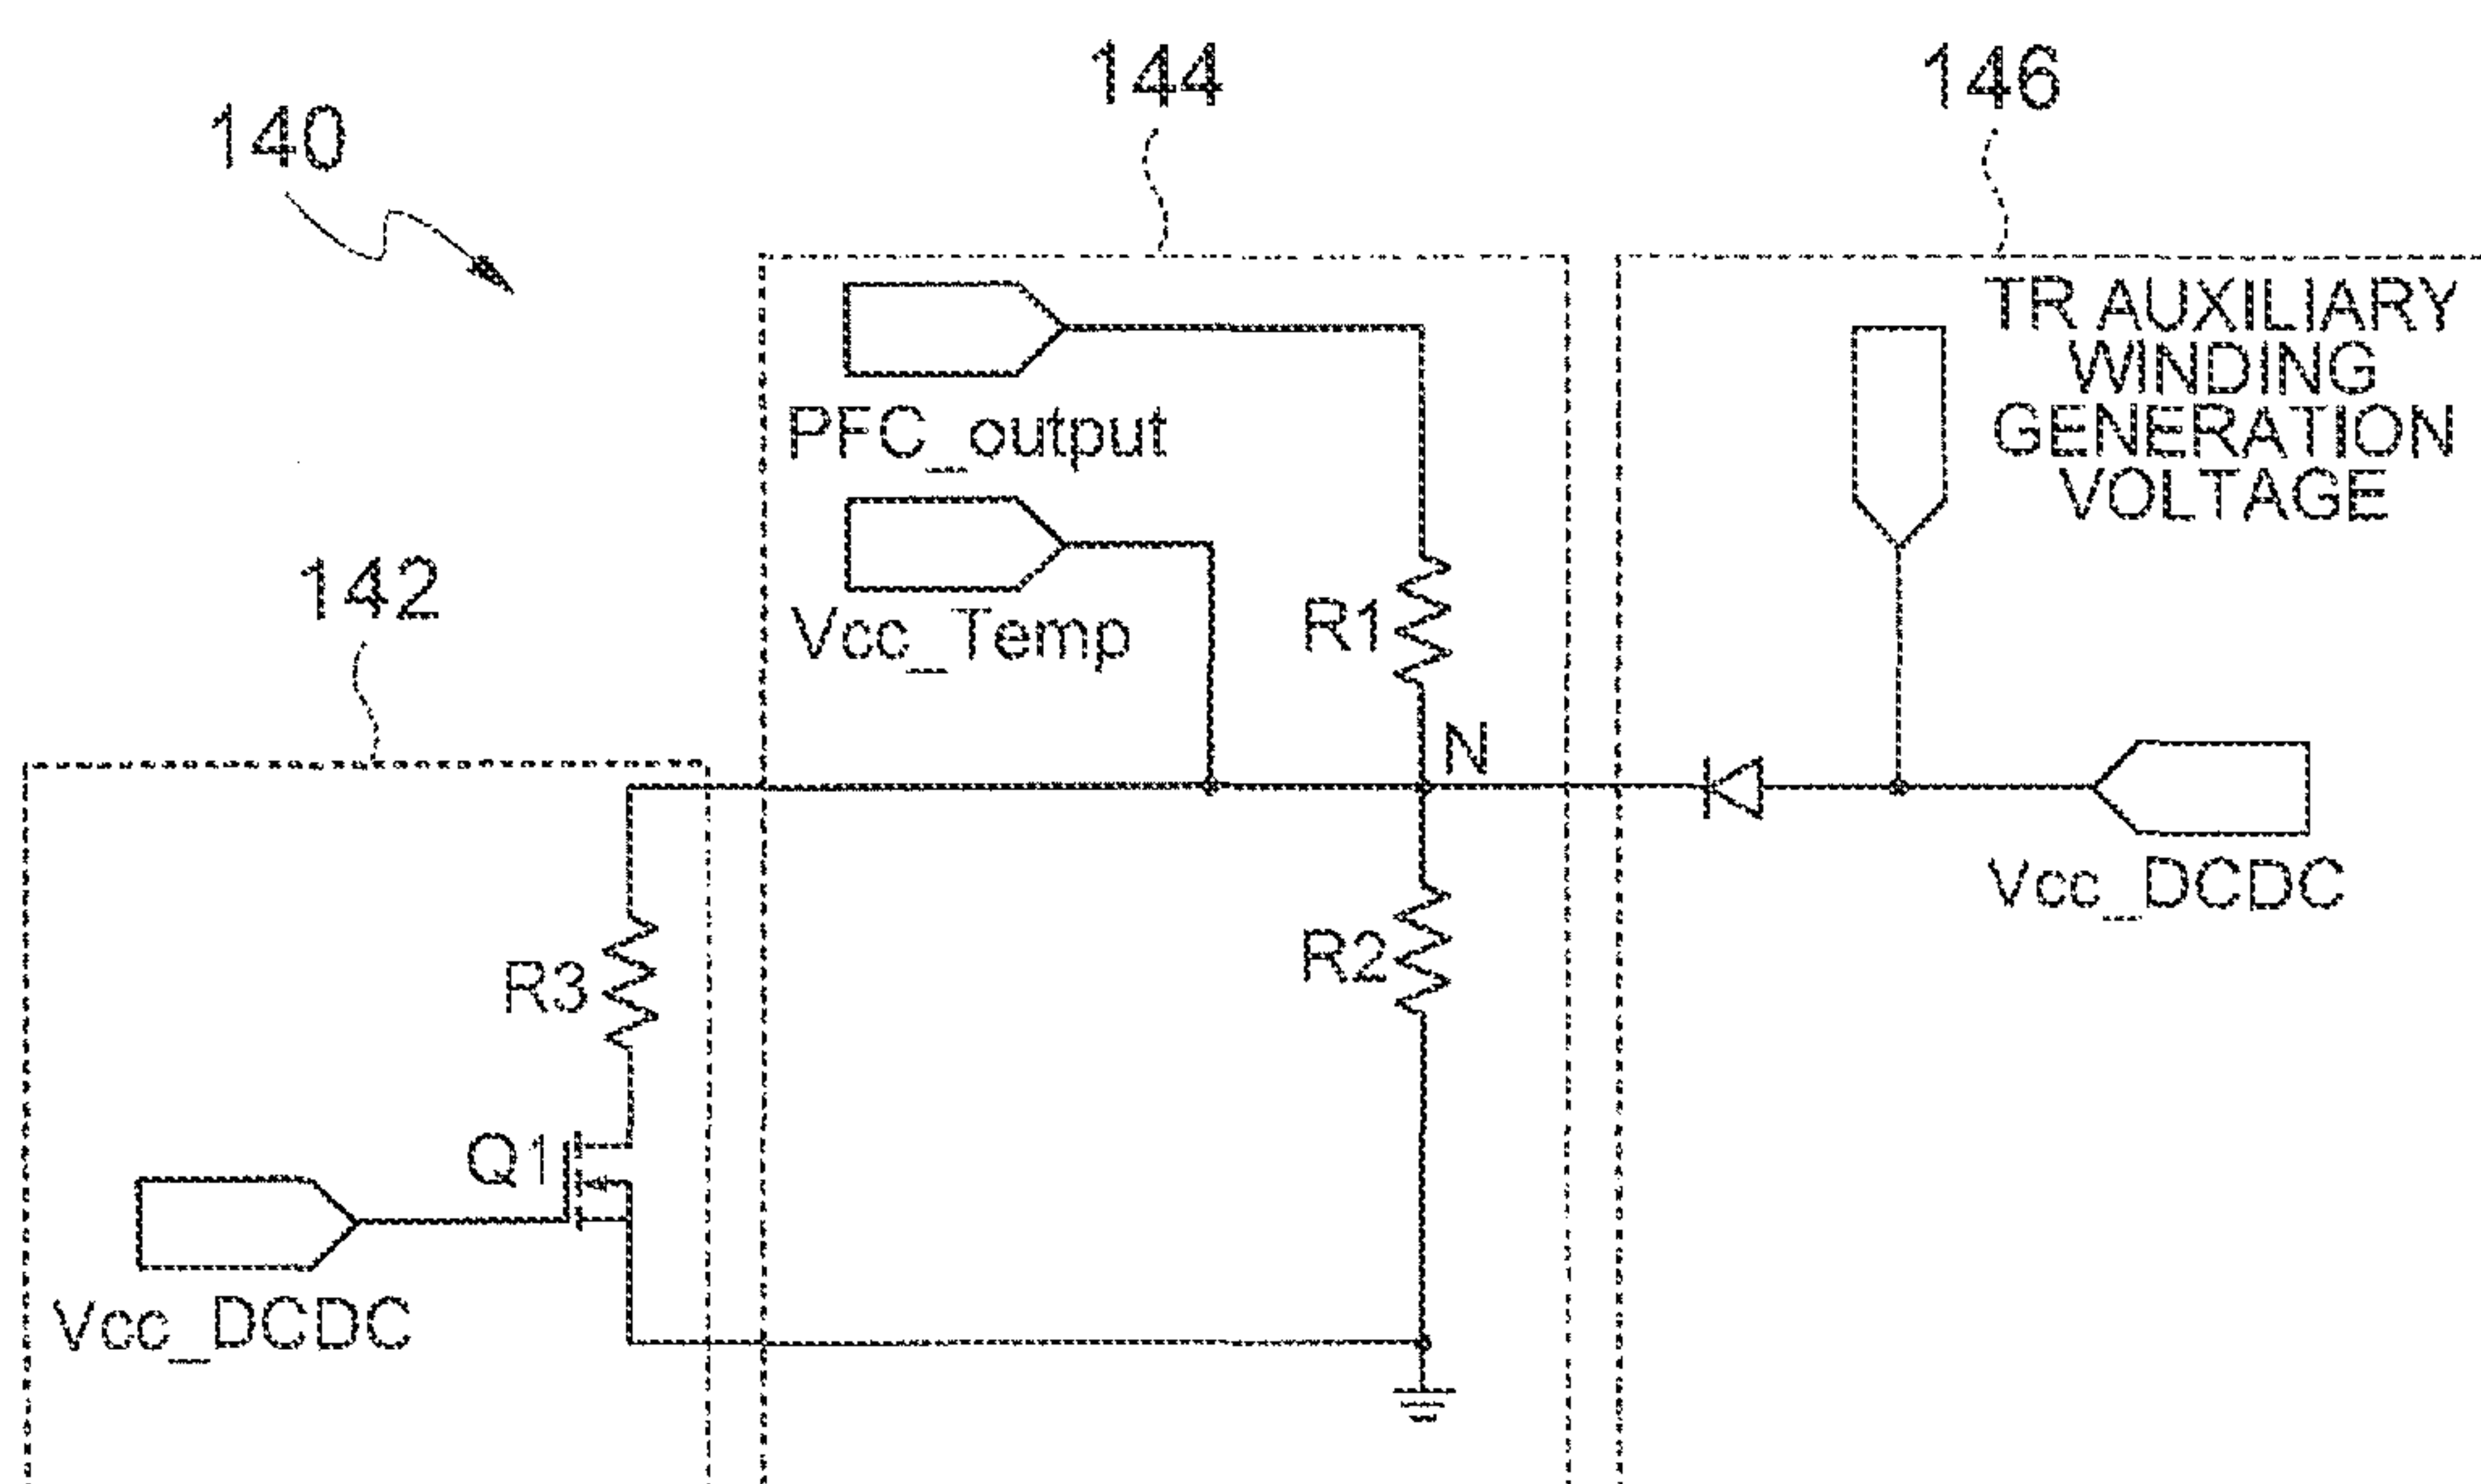 140
144
146
PFC_output
Vcc_Temp
R1
N
TR AUXILIARY
WINDING
GENERATION
VOLTAGE
Vcc_DCDC
142
R3
R2
Q1
Vcc_DCDC